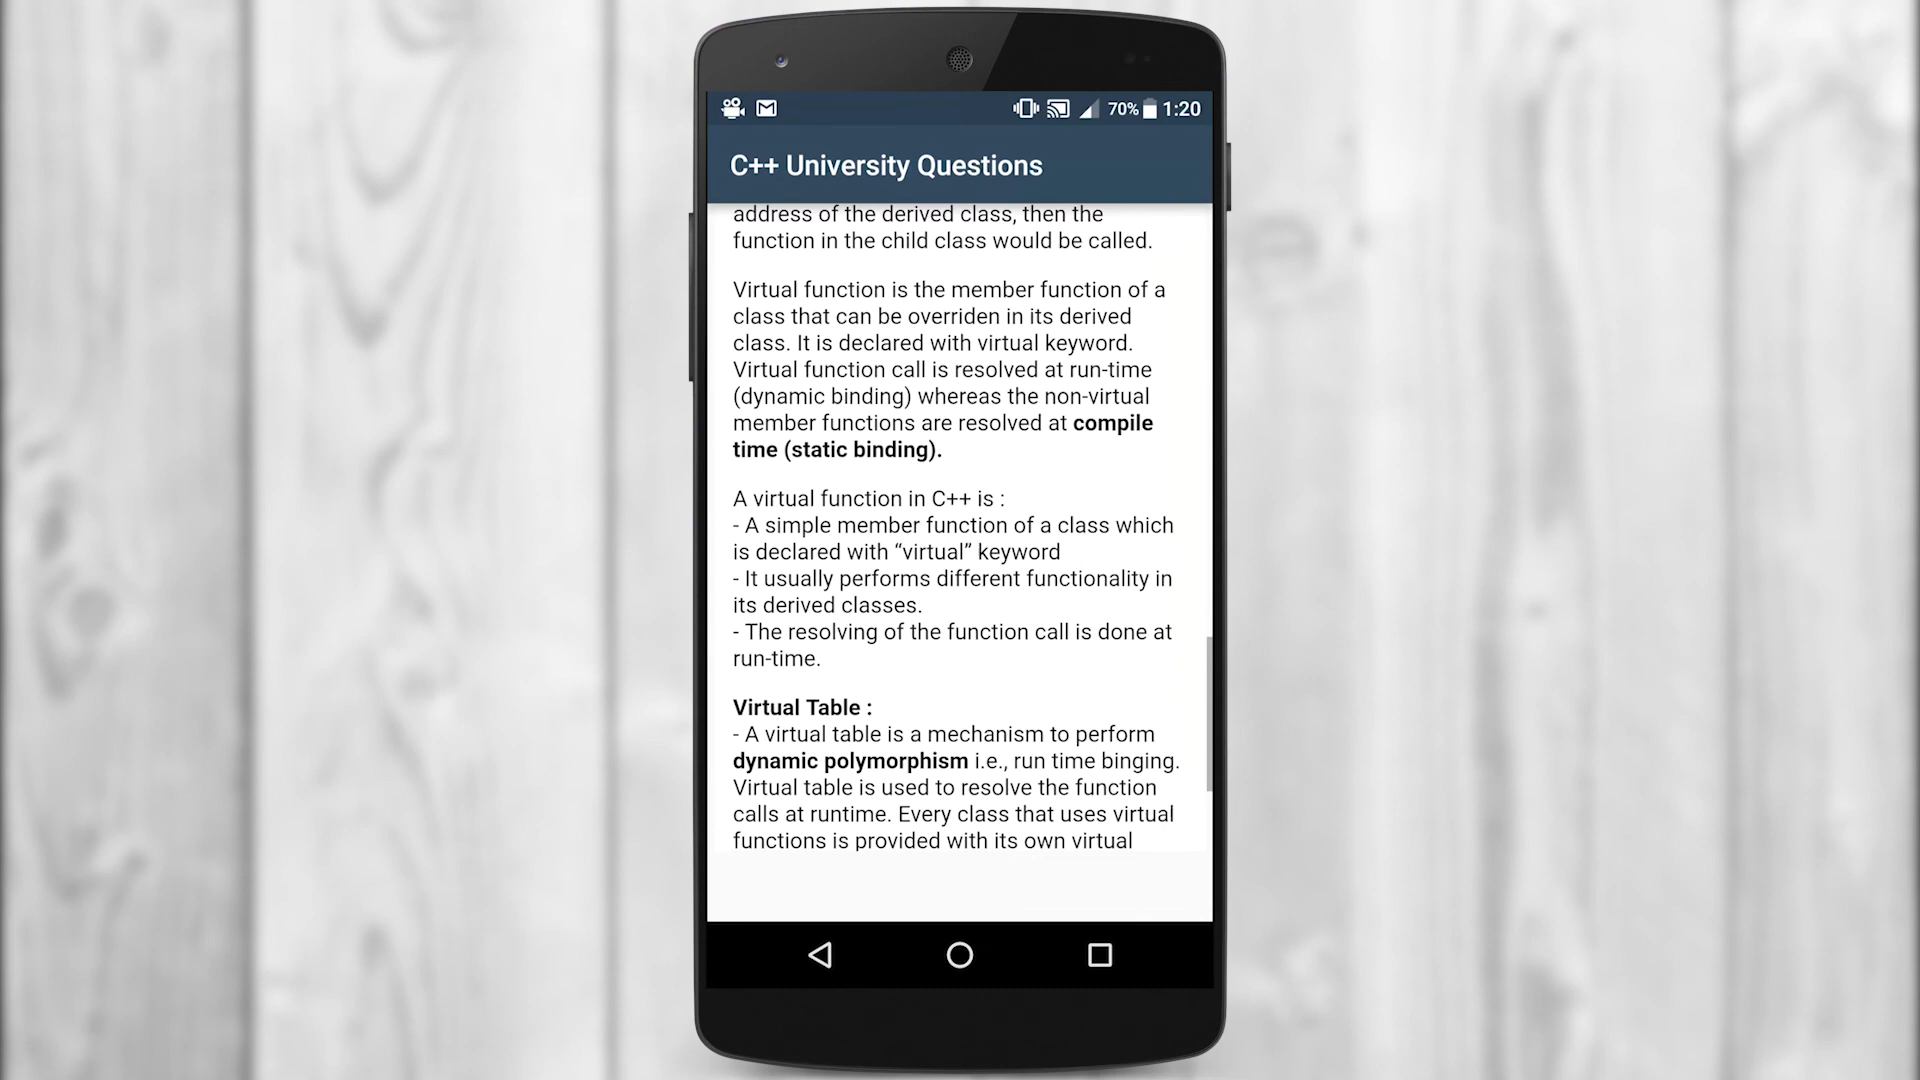 70% 1:20
C++ University Questions
address of the derived class, then the
function in the child class would be called.
Virtual function is the member function of a
class that can be overriden in its derived
class. It is declared with virtual keyword.
Virtual function call is resolved at run-time
(dynamic binding) whereas the non-virtual
member functions are resolved at compile
time (static binding).
A virtual function in C++ is :
- A simple member function of a class which
is declared with “virtual” keyword
- It usually performs different functionality in
its derived classes.
- The resolving of the function call is done at
run-time.
Virtual Table :
- A virtual table is a mechanism to perform
dynamic polymorphism i.e., run time binging.
Virtual table is used to resolve the function
calls at runtime. Every class that uses virtual
functions is provided with its own virtual